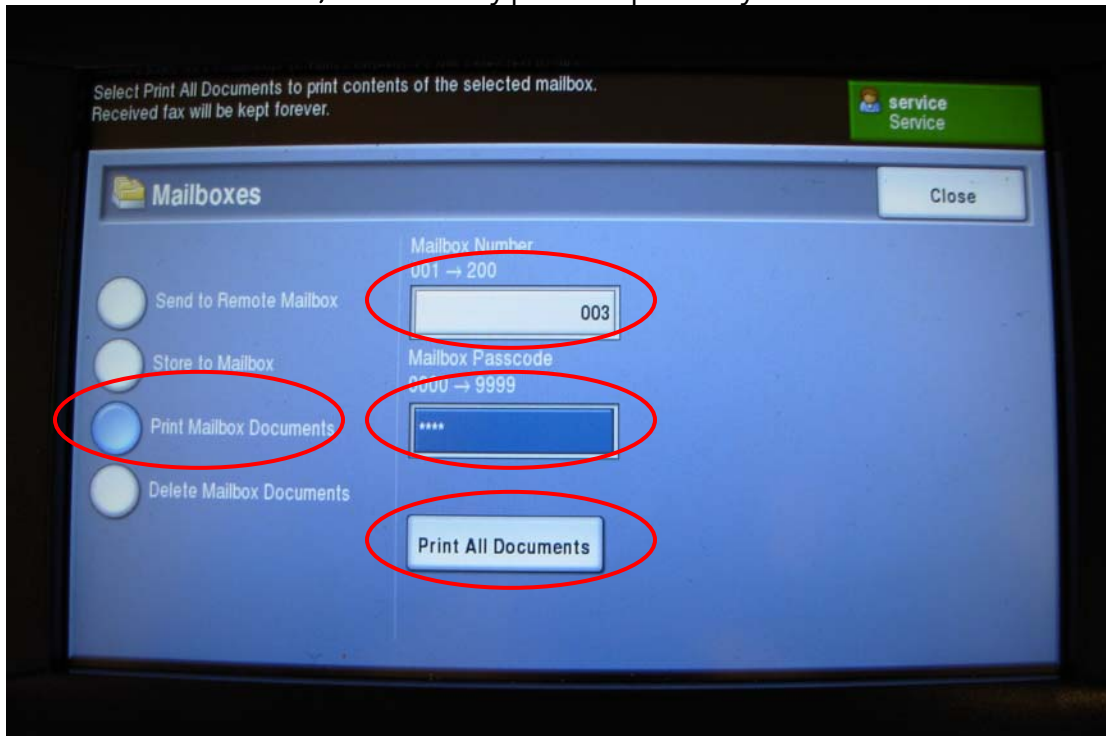 Select Print All Documents to print contents of the selected mailbox.
Received fax will be kept forever.
service
Service
Mailboxes
Close
Mailbox Number
001 → 200
Send to Remote Mailbox
003
Store to Mailbox
Mailbox Passcode
0000 → 9999
Print Mailbox Documents
****
Delete Mailbox Documents
Print All Documents